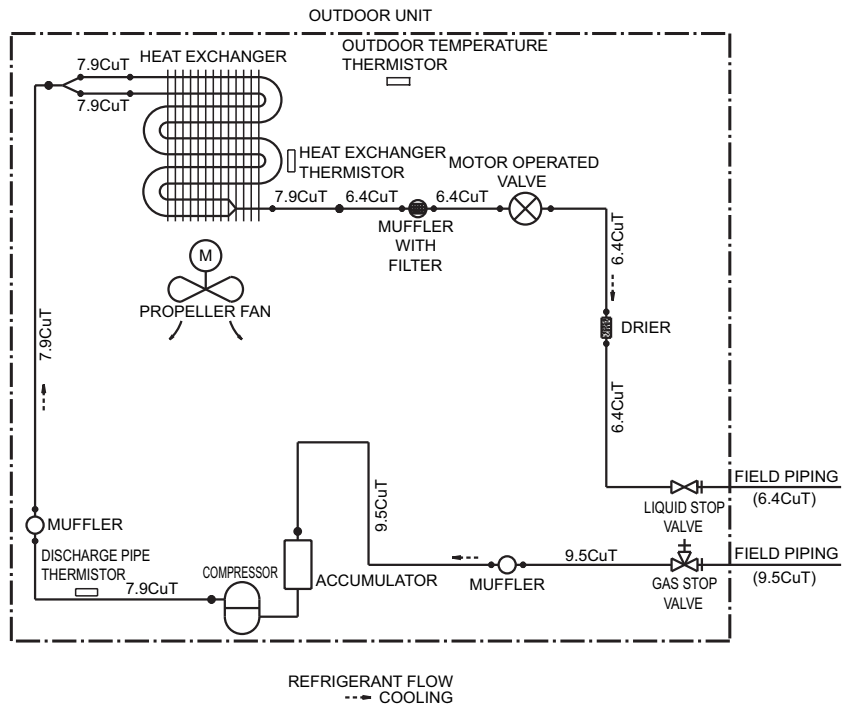 OUTDOOR UNIT
HEAT EXCHANGER
OUTDOOR TEMPERATURE
THERMISTOR
7.9CuT
7.9CuT
HEAT EXCHANGER
THERMISTOR
MOTOR OPERATED
VALVE
7.9CuT
6.4CuT
6.4CuT
MUFFLER
WITH
FILTER
6.4CuT
M
PROPELLER FAN
7.9CuT
DRIER
6.4CuT
FIELD PIPING
(6.4CuT)
LIQUID STOP
VALVE
9.5CuT
MUFFLER
DISCHARGE PIPE
THERMISTOR
7.9CuT
COMPRESSOR
ACCUMULATOR
MUFFLER
9.5CuT
GAS STOP
VALVE
FIELD PIPING
(9.5CuT)
REFRIGERANT FLOW
COOLING